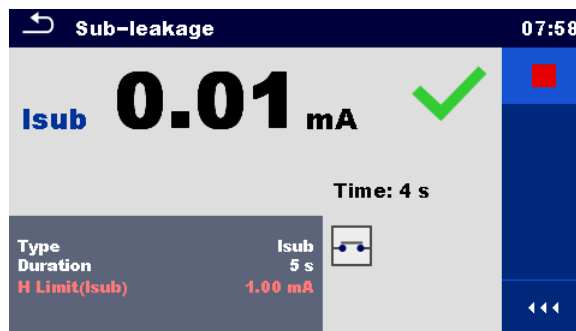 Sub-leakage 07:58
Isub 0.01 mA
Time: 4 s
Type Isub
Duration 5 s
H Limit(Isub) 1.00 mA